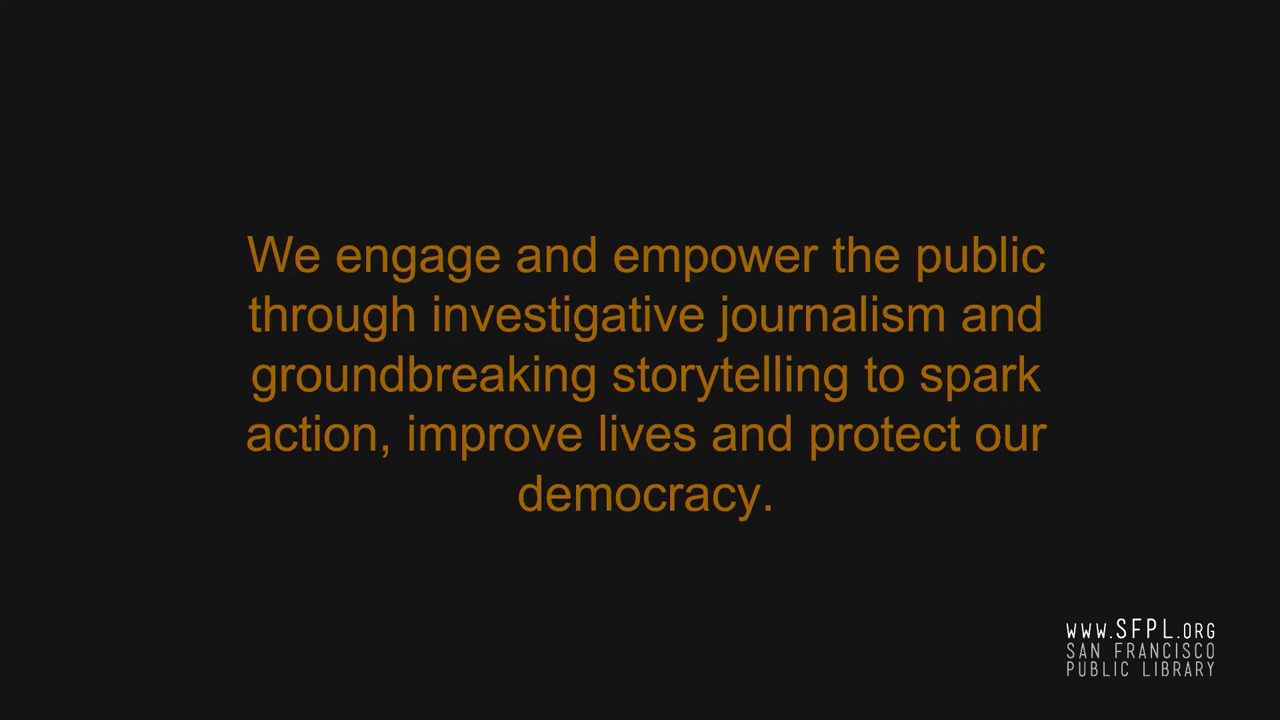 We engage and empower the public
through investigative journalism and
groundbreaking storytelling to spark
action, improve lives and protect our
democracy.
WWW.SFPL.ORG
SAN FRANCISCO
PUBLIC LIBRARY